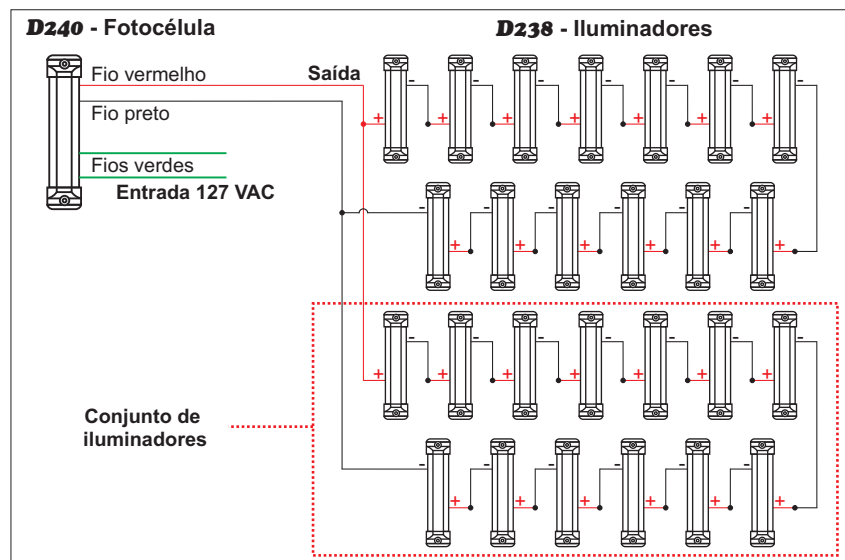 D240 - Fotocélula
D238 - Iluminadores
Fio vermelho
Saída
Fio preto
Fios verdes
Entrada 127 VAC
- - - - - - -
+ + + + + + +
- - - - - -
+ + + + + +
- - - - - - -
+ + + + + + +
Conjunto de
iluminadores
- - - - - -
+ + + + + +